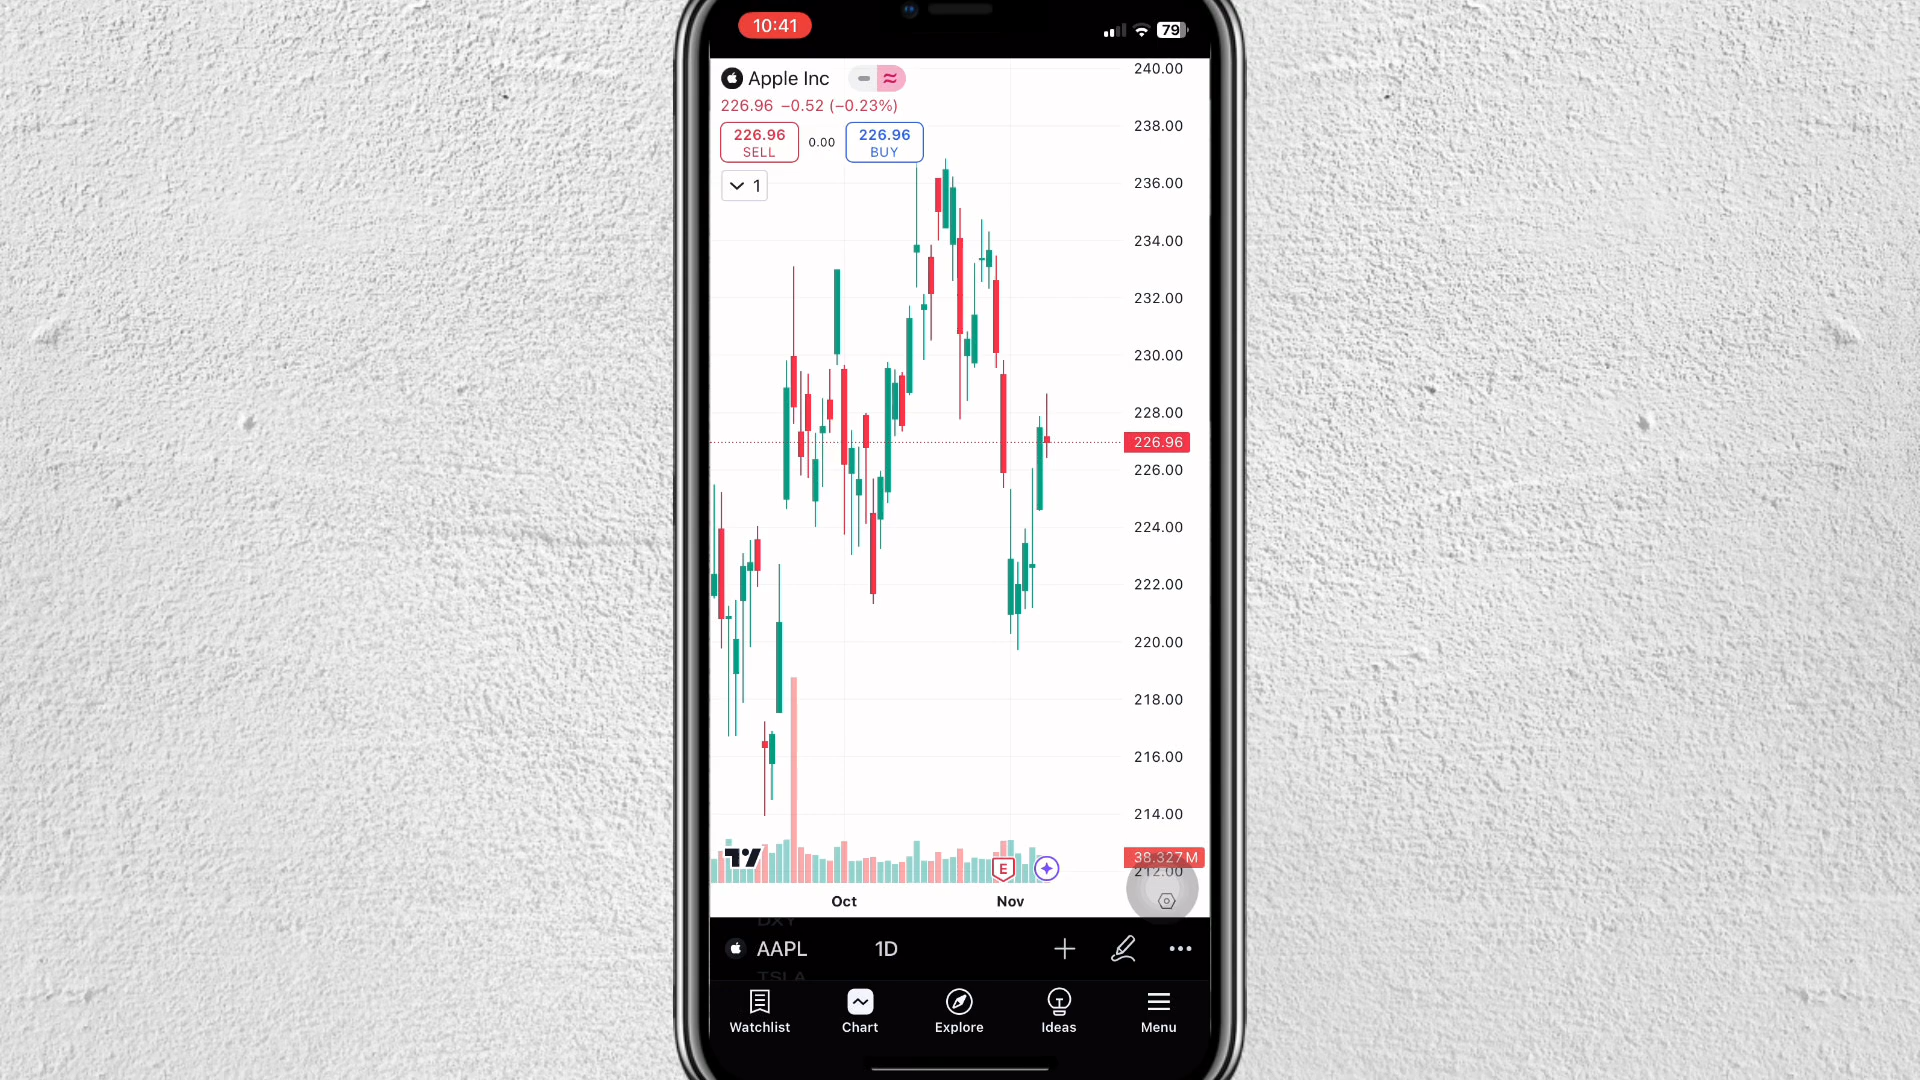 10:41
79
Apple Inc
226.96 −0.52 (−0.23%)
226.96
SELL
0.00
226.96
BUY
1
240.00
238.00
236.00
234.00
232.00
230.00
228.00
226.96
226.00
224.00
222.00
220.00
218.00
216.00
214.00
38.327 M
212.00
E
Oct
Nov
DXY
AAPL
1D
TSLA
Watchlist
Chart
Explore
Ideas
Menu